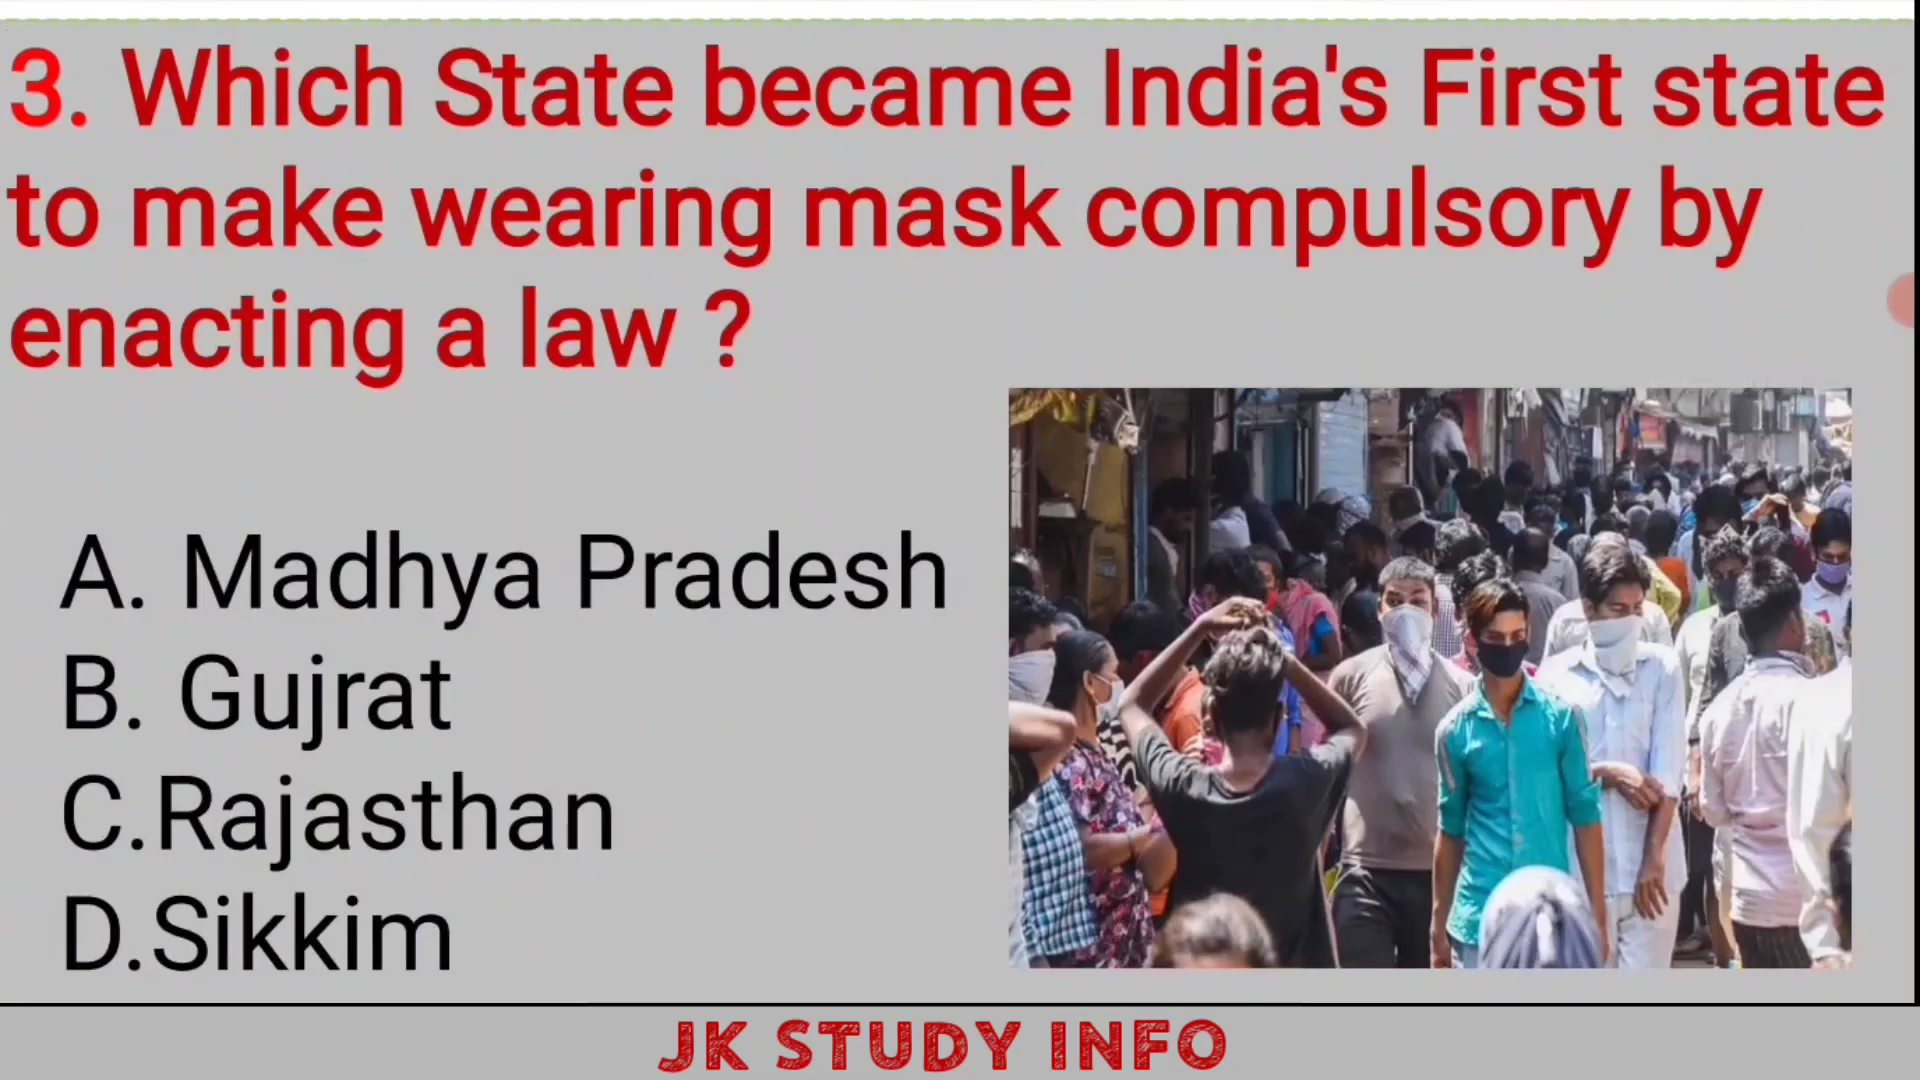 3. Which State became India's First state
to make wearing mask compulsory by
enacting a law ?
A. Madhya Pradesh
B. Gujrat
C.Rajasthan
D.Sikkim
JK STUDY INFO